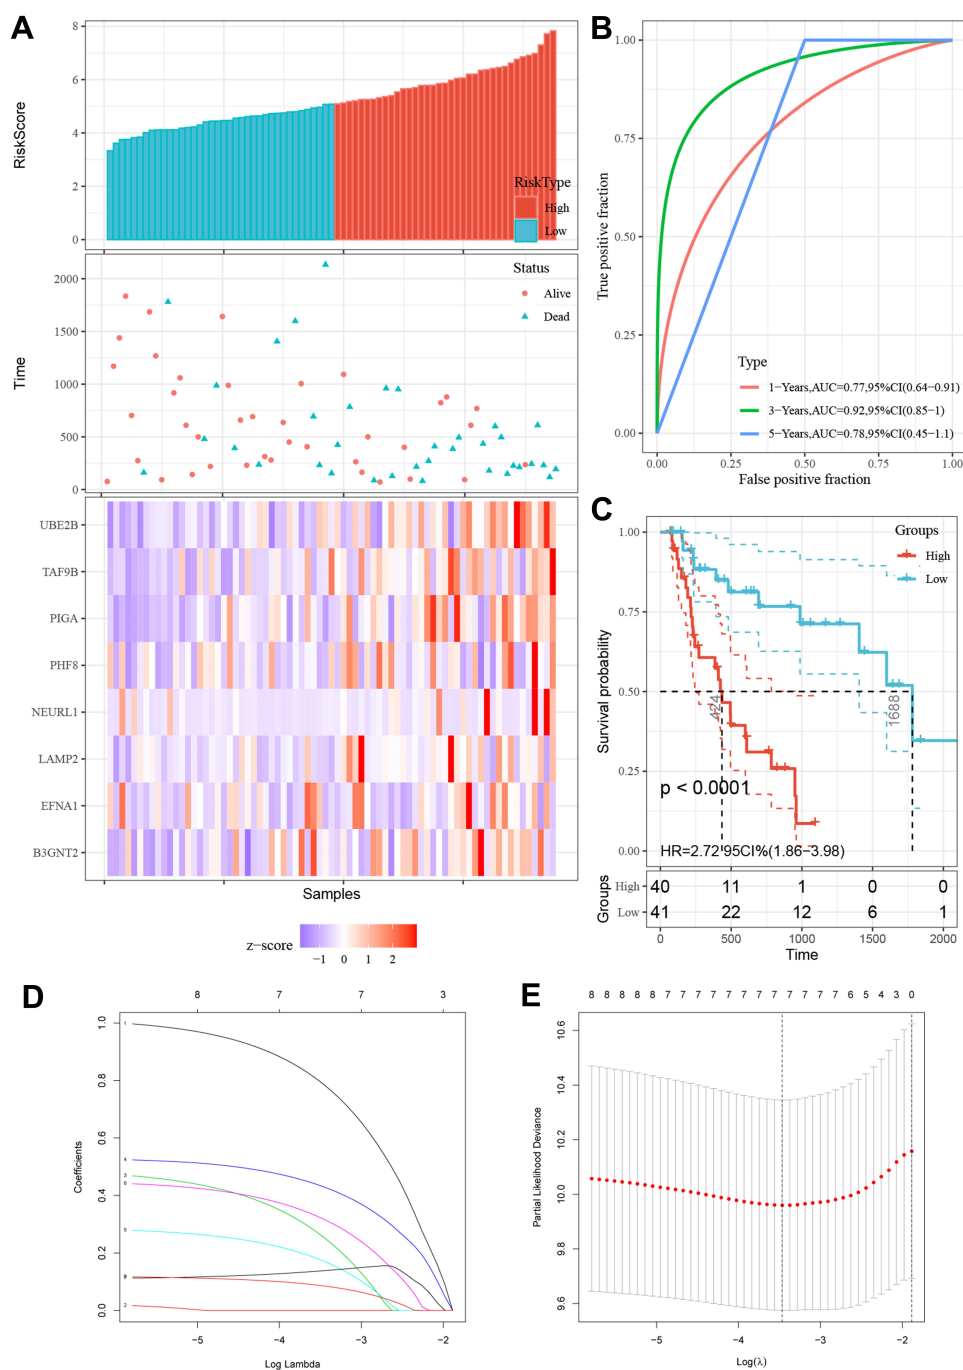 A
8
6
4
2
0
RiskScore
RiskType
High
Low
2000
1500
1000
500
0
Time
Status
Alive
Dead
UBE2B
TAF9B
PIGA
PHF8
NEURL1
LAMP2
EFNA1
B3GNT2
Samples
z−score
−1 0 1 2
B
1.00
0.75
0.50
0.25
0.00
True positive fraction
Type
1−Years,AUC=0.77,95%CI(0.64−0.91)
3−Years,AUC=0.92,95%CI(0.85−1)
5−Years,AUC=0.78,95%CI(0.45−1.1)
0.00 0.25 0.50 0.75 1.00
False positive fraction
C
1.00
0.75
0.50
0.25
0.00
Survival probability
Groups
High
Low
424
1688
p < 0.0001
HR=2.72 95CI%(1.86−3.98)
Groups
High 40 11 1 0 0
Low 41 22 12 6 1
0 500 1000 1500 2000
Time
D
8 7 7 3
1.0
0.8
0.6
0.4
0.2
0.0
Coefficients
1
4
3
6
5
2
−5 −4 −3 −2
Log Lambda
E
8 8 8 8 8 7 7 7 7 7 7 7 7 7 7 7 7 6 5 4 3 0
10.6
10.4
10.2
10.0
9.8
9.6
Partial Likelihood Deviance
−5 −4 −3 −2
Log(λ)